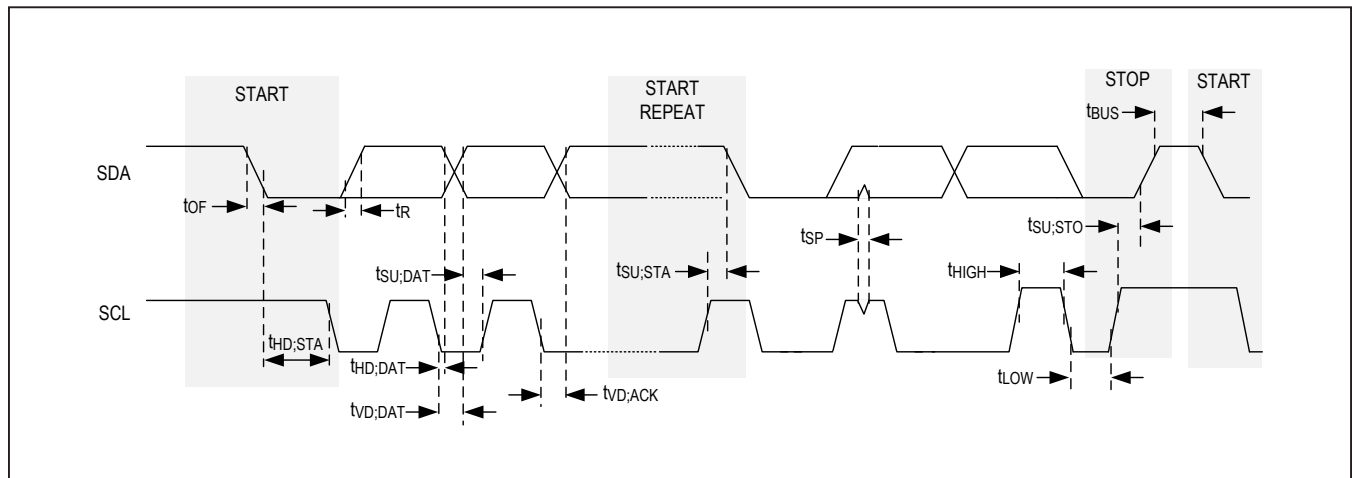 START
START
REPEAT
STOP
START
tBUS
SDA
tOF
tR
tSP
tSU;STO
tSU;DAT
tSU;STA
tHIGH
SCL
tHD;STA
tHD;DAT
tVD;ACK
tLOW
tVD;DAT